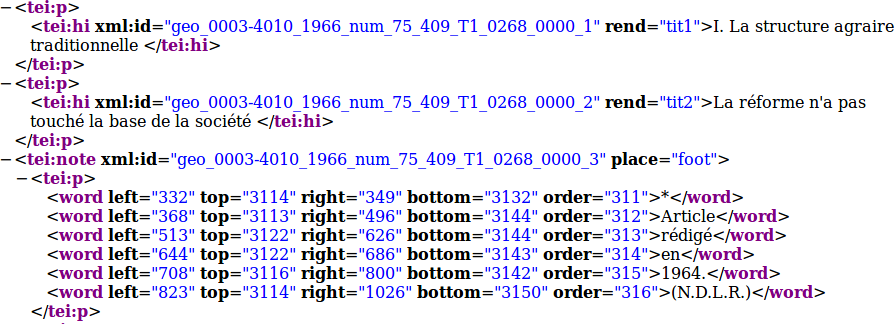 −<tei:p>
<tei:hi xml:id="geo_0003-4010_1966_num_75_409_T1_0268_0000_1" rend="tit1">I. La structure agraire
traditionnelle </tei:hi>
</tei:p>
−<tei:p>
<tei:hi xml:id="geo_0003-4010_1966_num_75_409_T1_0268_0000_2" rend="tit2">La réforme n'a pas
touché la base de la société </tei:hi>
</tei:p>
−<tei:note xml:id="geo_0003-4010_1966_num_75_409_T1_0268_0000_3" place="foot">
−<tei:p>
<word left="332" top="3114" right="349" bottom="3132" order="311">*</word>
<word left="368" top="3113" right="496" bottom="3144" order="312">Article</word>
<word left="513" top="3122" right="626" bottom="3144" order="313">rédigé</word>
<word left="644" top="3122" right="686" bottom="3143" order="314">en</word>
<word left="708" top="3116" right="800" bottom="3142" order="315">1964.</word>
<word left="823" top="3114" right="1026" bottom="3150" order="316">(N.D.L.R.)</word>
</tei:p>